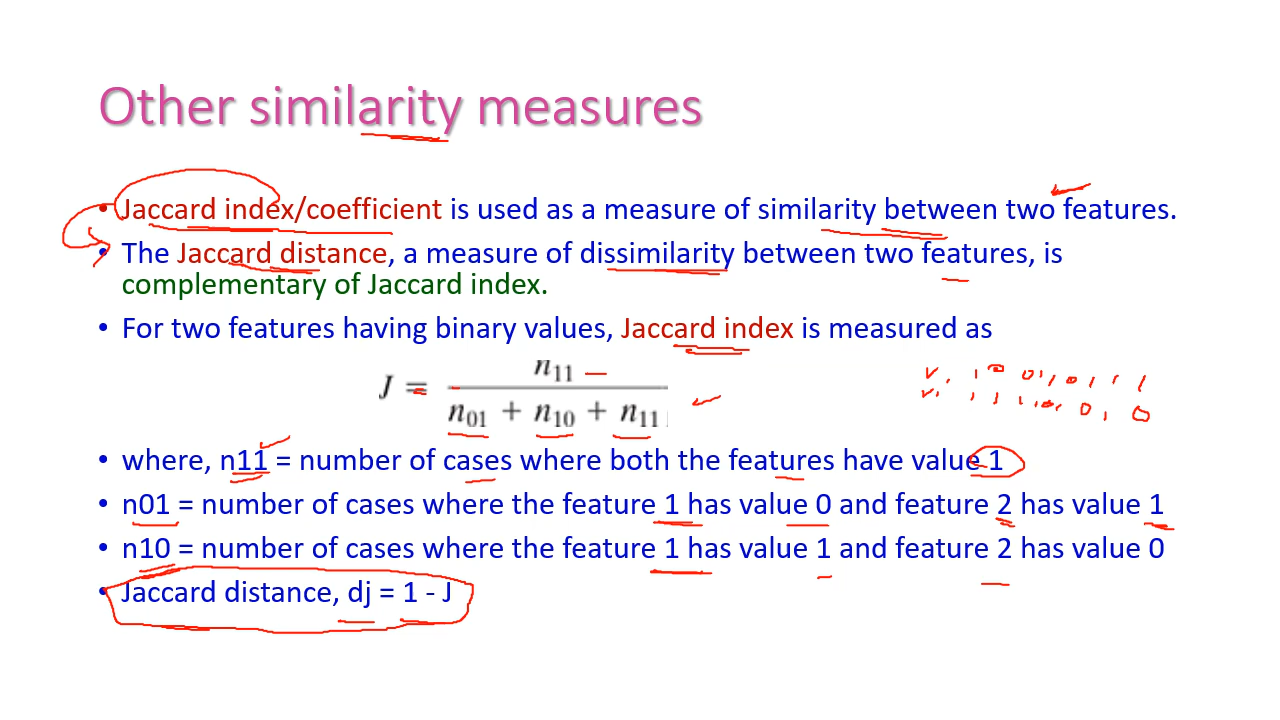 Other similarity measures
• Jaccard index/coefficient is used as a measure of similarity between two features.
• The Jaccard distance, a measure of dissimilarity between two features, is
complementary of Jaccard index.
• For two features having binary values, Jaccard index is measured as
J = n11 / n01 + n10 + n11
• where, n11 = number of cases where both the features have value 1
• n01 = number of cases where the feature 1 has value 0 and feature 2 has value 1
• n10 = number of cases where the feature 1 has value 1 and feature 2 has value 0
• Jaccard distance, dj = 1 - J